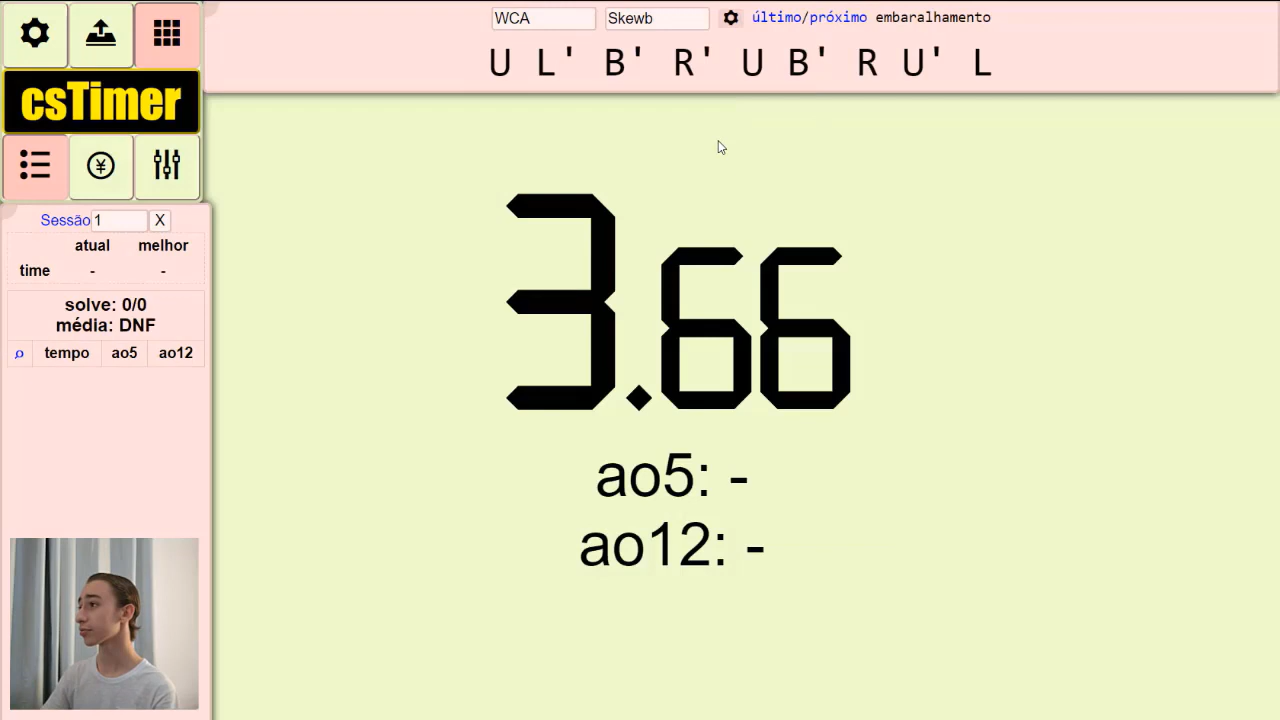 WCA Skewb último/próximo embaralhamento
U L' B' R' U B' R U' L
csTimer
Sessão 1 X
atual melhor
time - -
solve: 0/0
média: DNF
tempo ao5 ao12
3.66
ao5: -
ao12: -